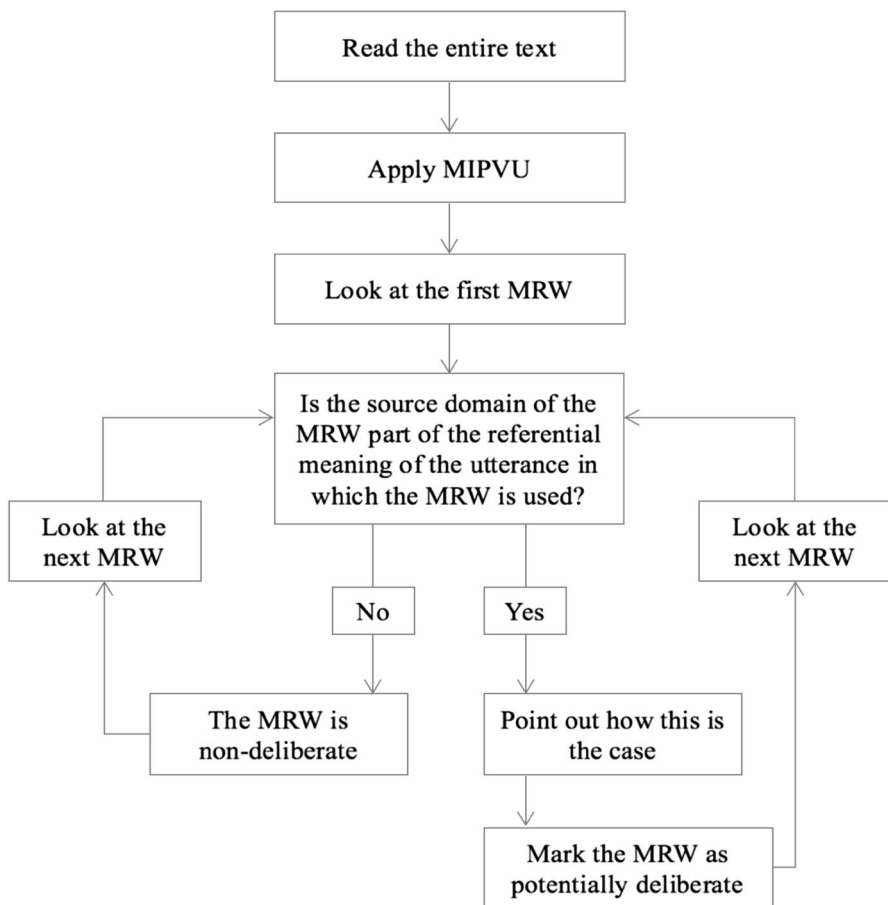 Read the entire text
Apply MIPVU
Look at the first MRW
Is the source domain of the
MRW part of the referential
meaning of the utterance in
which the MRW is used?
Look at the
next MRW
Look at the
next MRW
No
Yes
The MRW is
non-deliberate
Point out how this is
the case
Mark the MRW as
potentially deliberate